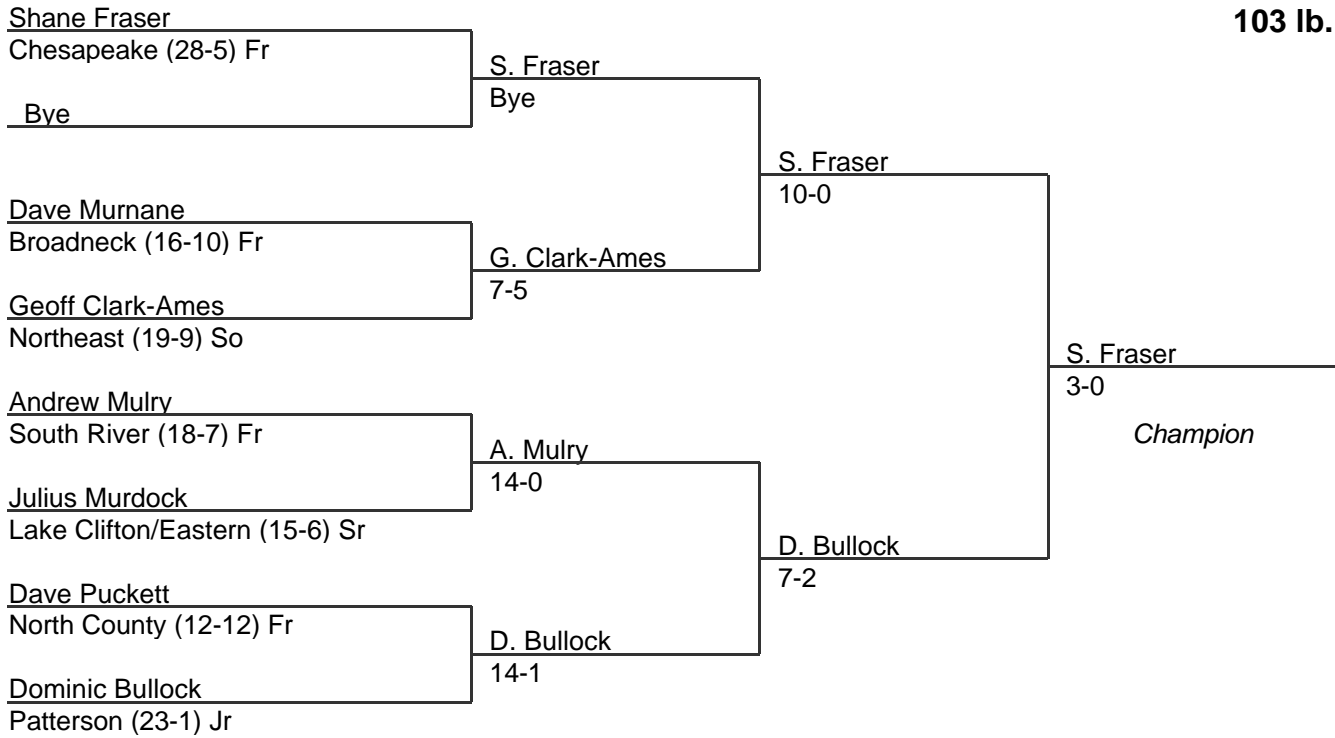 103 lb.
Shane Fraser
Chesapeake (28-5) Fr
Bye
Dave Murnane
Broadneck (16-10) Fr
Geoff Clark-Ames
Northeast (19-9) So
Andrew Mulry
South River (18-7) Fr
Julius Murdock
Lake Clifton/Eastern (15-6) Sr
Dave Puckett
North County (12-12) Fr
Dominic Bullock
Patterson (23-1) Jr
S. Fraser
Bye
G. Clark-Ames
7-5
A. Mulry
14-0
D. Bullock
14-1
S. Fraser
10-0
D. Bullock
7-2
S. Fraser
3-0
Champion